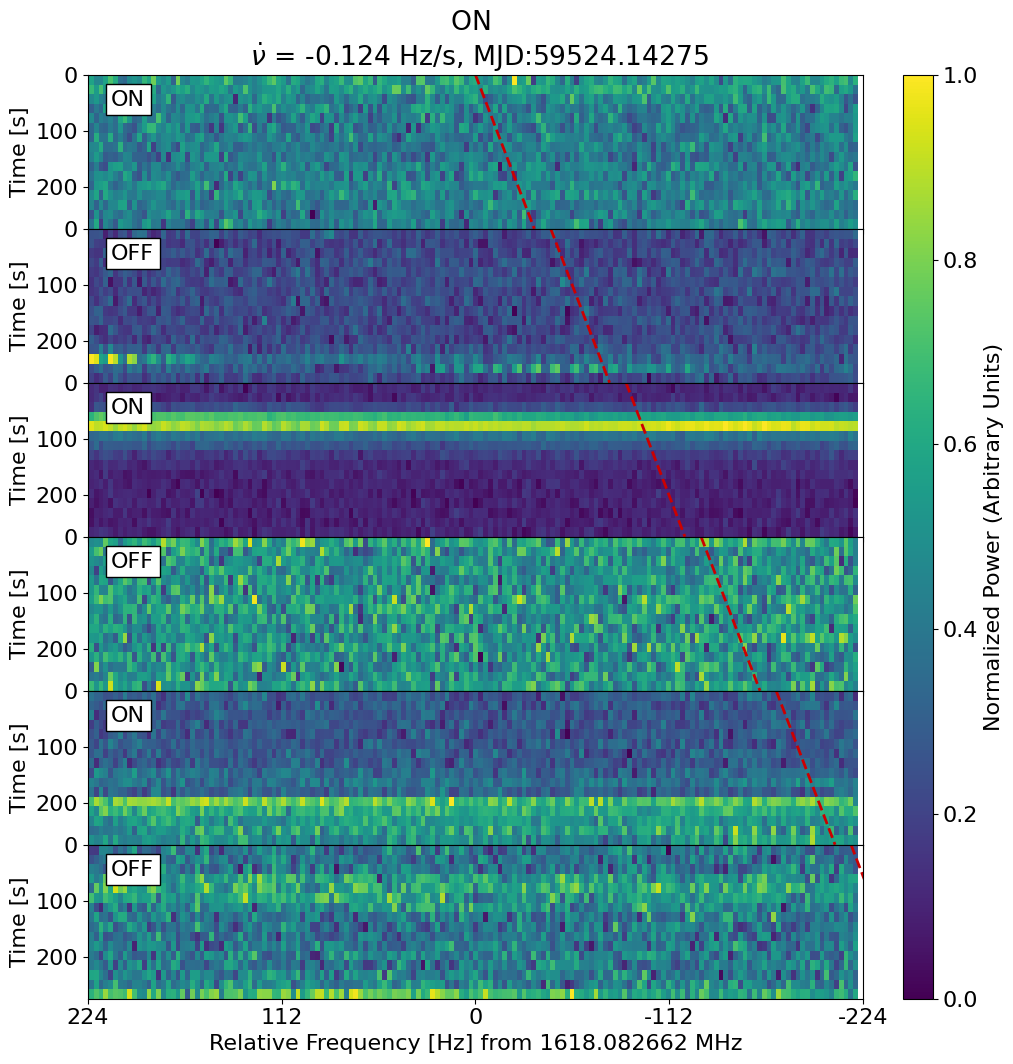 ON
ν̇ = -0.124 Hz/s, MJD:59524.14275
0
100
200
Time [s]
ON
0
100
200
Time [s]
OFF
0
100
200
Time [s]
ON
0
100
200
Time [s]
OFF
0
100
200
Time [s]
ON
0
100
200
Time [s]
OFF
224 112 0 -112 -224
Relative Frequency [Hz] from 1618.082662 MHz
1.0
0.8
0.6
0.4
0.2
0.0
Normalized Power (Arbitrary Units)